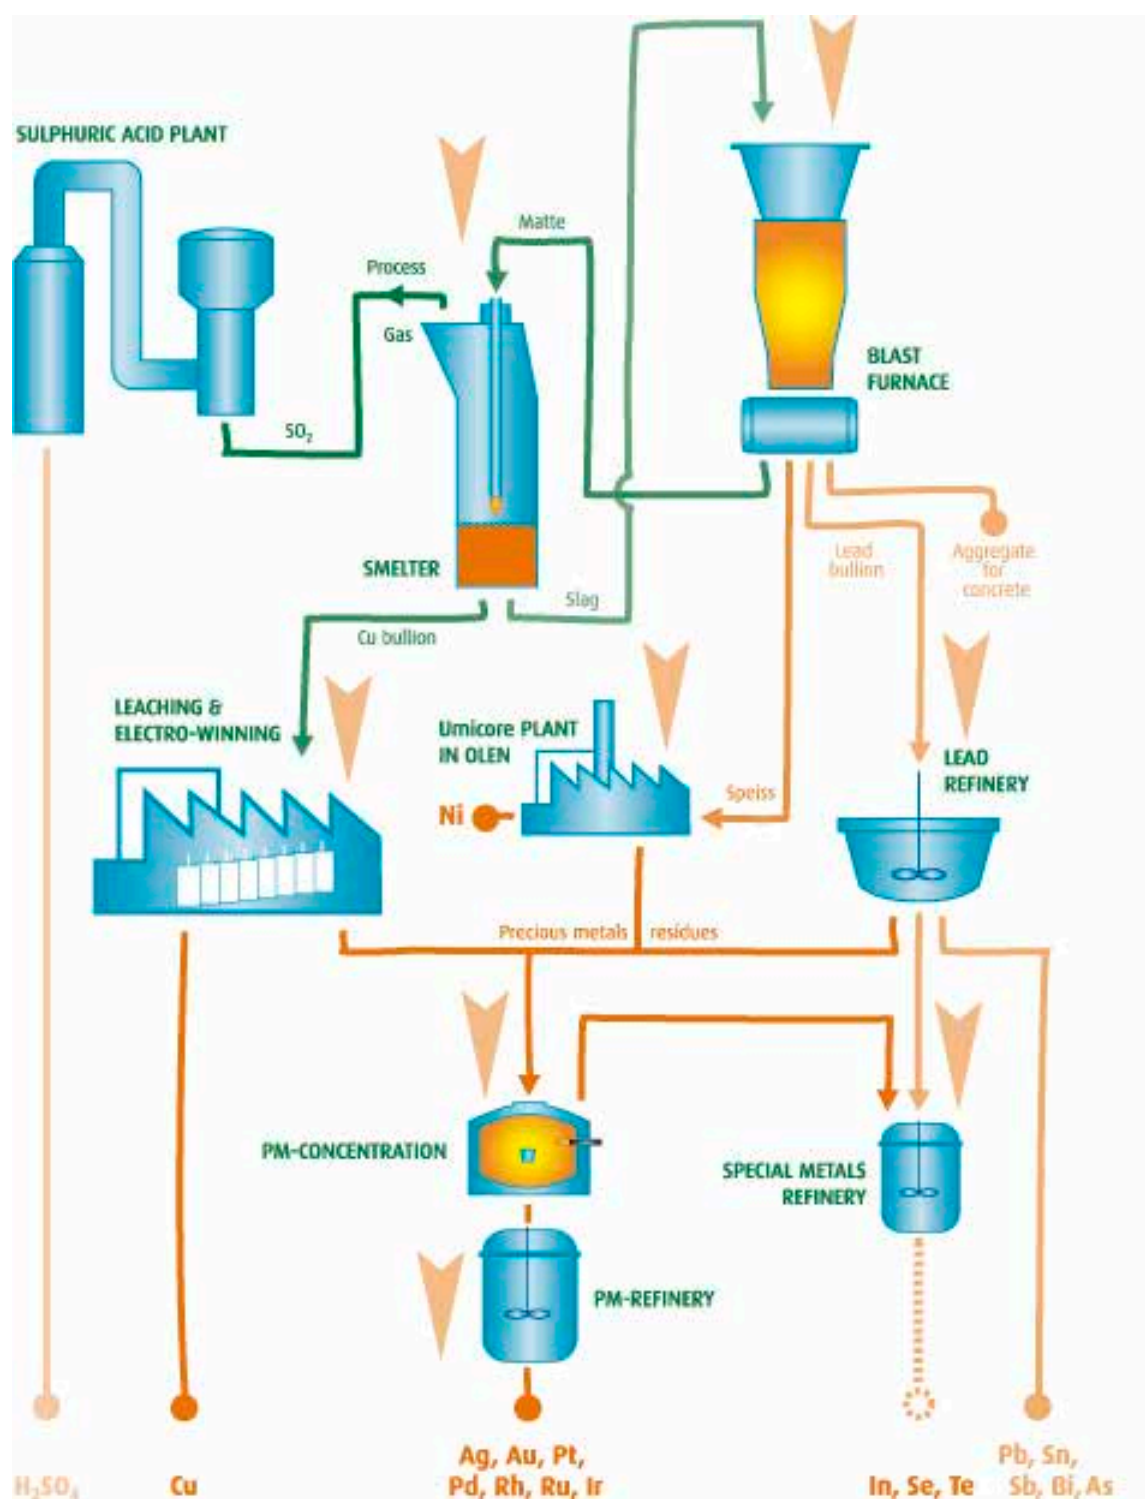 SULPHURIC ACID PLANT
Matte
Process
Gas
BLAST
FURNACE
SO₂
SMELTER
Lead
bullion
Aggregate
for
concrete
Slag
Cu bullion
LEACHING &
ELECTRO-WINNING
Umicore PLANT
IN OLEN
LEAD
REFINERY
Ni
Speiss
Precious metals residues
PM-CONCENTRATION
SPECIAL METALS
REFINERY
PM-REFINERY
Ag, Au, Pt,
Pd, Rh, Ru, Ir
Pb, Sn,
Sb, Bi, As
H₂SO₄
Cu
In, Se, Te